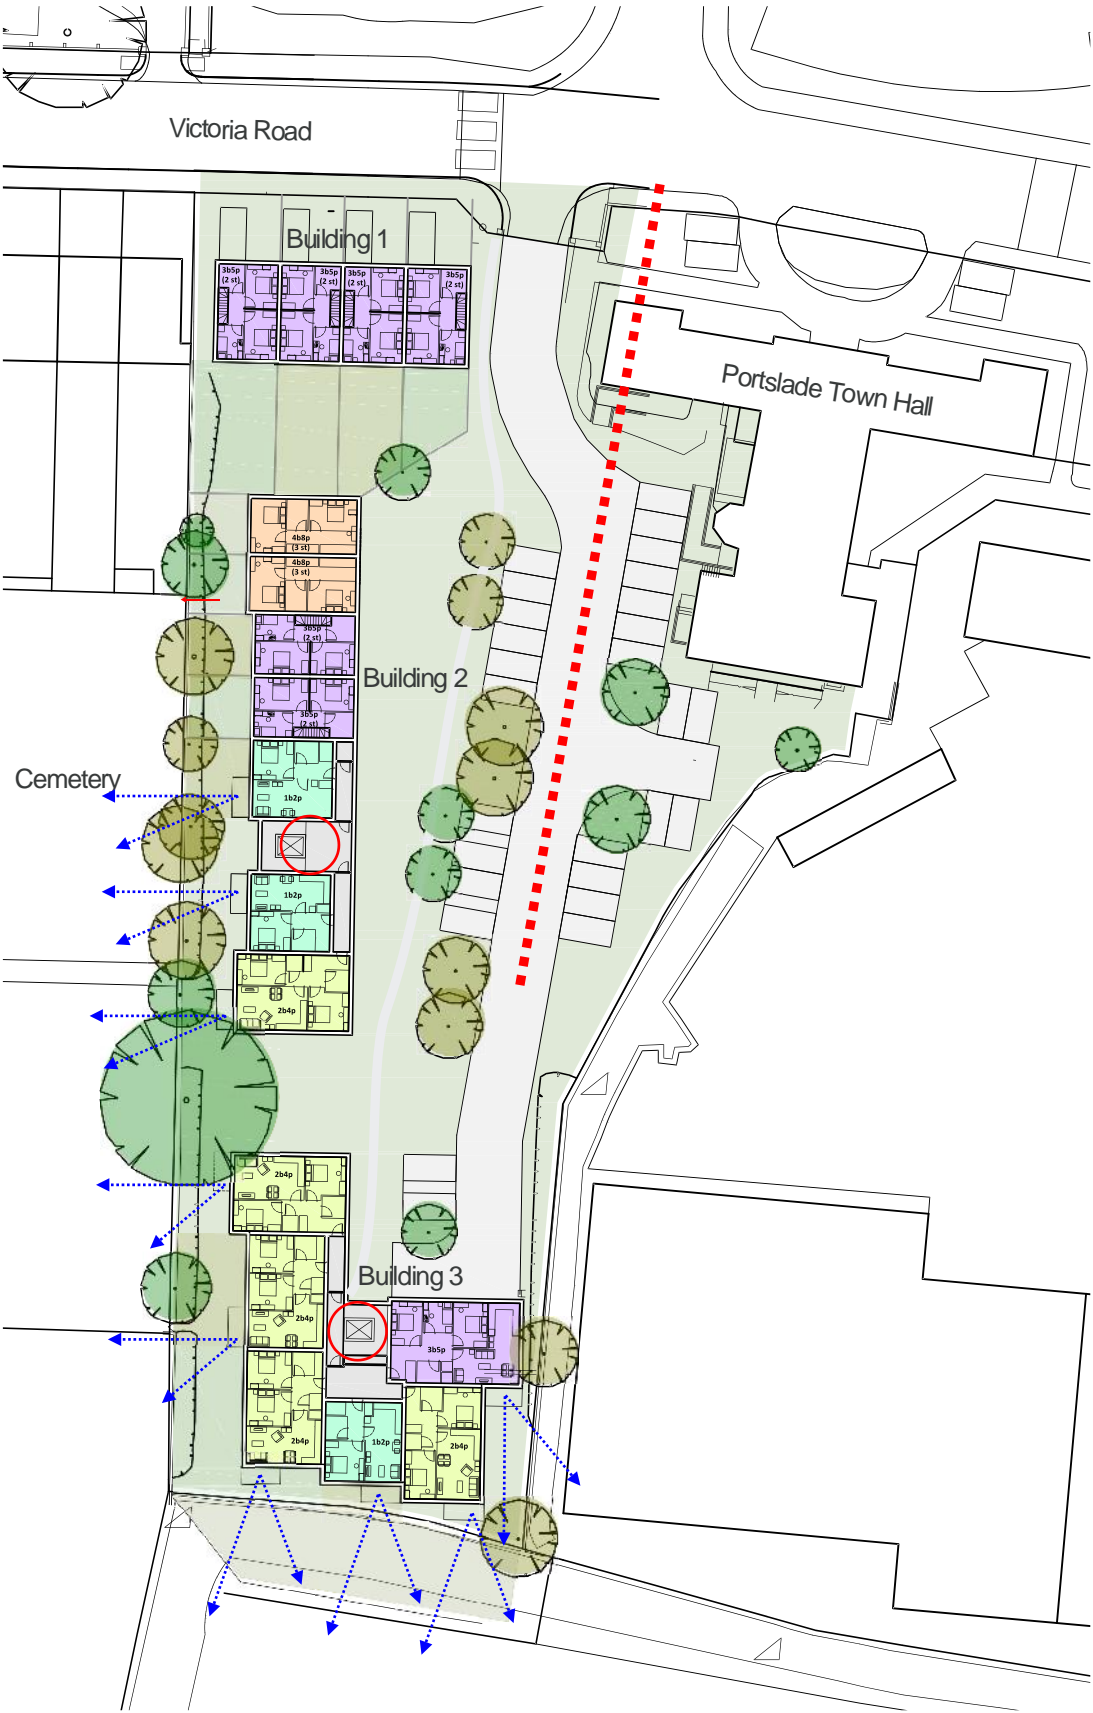 Victoria Road
Building 1
3b5p
(2 st)
3b5p
(2 st)
3b5p
(2 st)
3b5p
(2 st)
Portslade Town Hall
4b8p
(3 st)
4b8p
(3 st)
3b5p
(2 st)
Building 2
3b5p
(2 st)
Cemetery
1b2p
1b2p
2b4p
2b4p
Building 3
2b4p
3b5p
2b4p
1b2p
2b4p